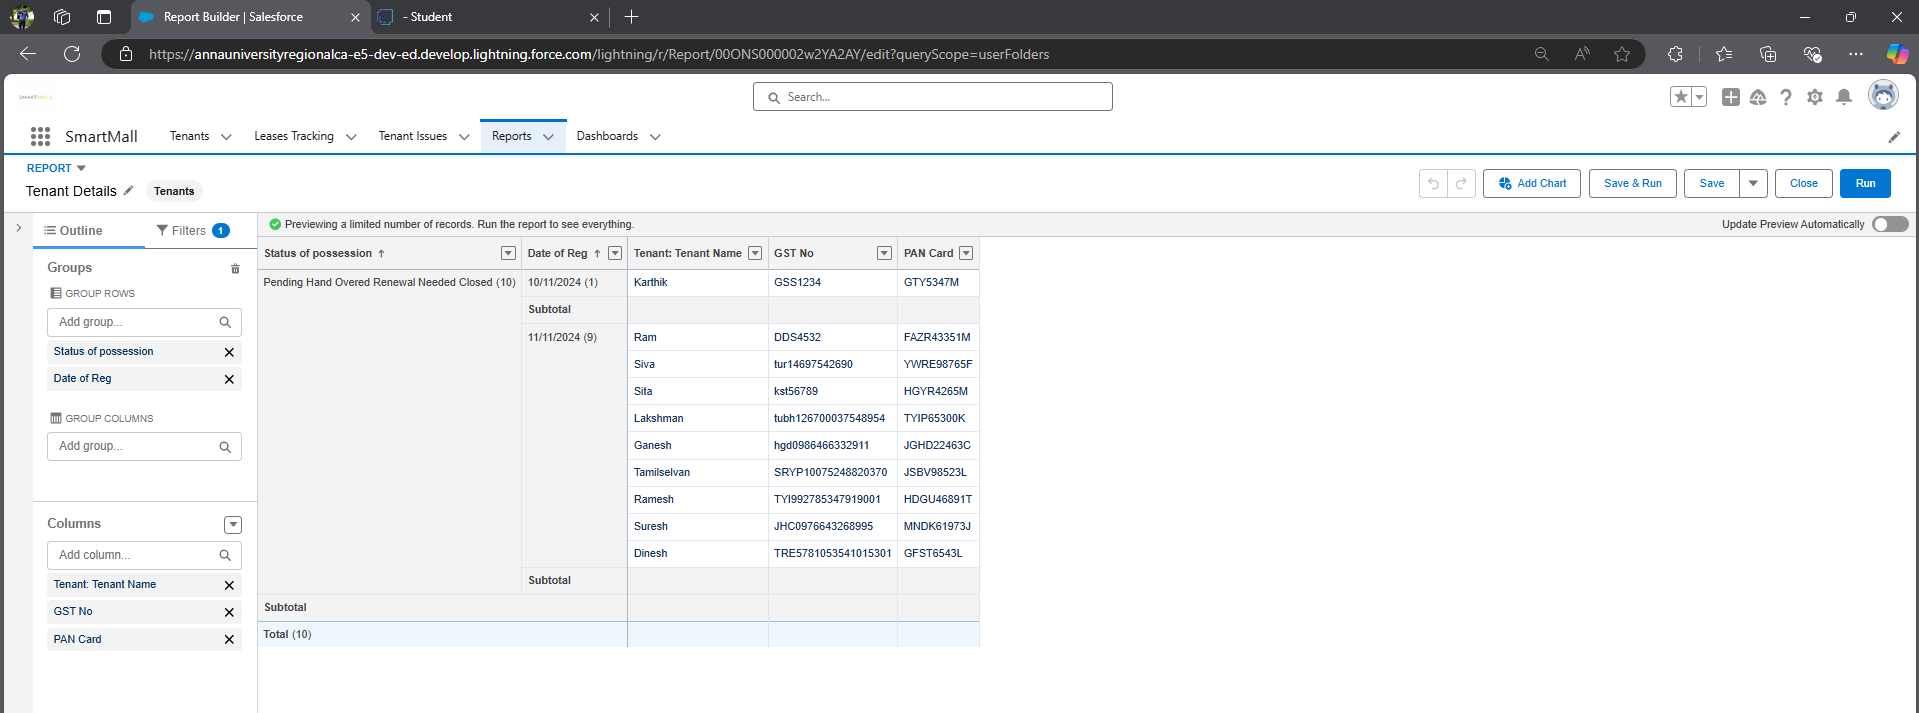 Report Builder | Salesforce
- Student
https://annauniversityregionalca-e5-dev-ed.develop.lightning.force.com/lightning/r/Report/00ONS000002w2YA2AY/edit?queryScope=userFolders
SMARTMALL
Search...
SmartMall
Tenants
Leases Tracking
Tenant Issues
Reports
Dashboards
REPORT
Tenant Details
Tenants
Add Chart
Save & Run
Save
Close
Run
Outline
Filters 1
Previewing a limited number of records. Run the report to see everything.
Update Preview Automatically
Groups
GROUP ROWS
Add group...
Status of possession
Date of Reg
GROUP COLUMNS
Add group...
Columns
Add column...
Tenant: Tenant Name
GST No
PAN Card
Status of possession ↑ Date of Reg ↑ Tenant: Tenant Name GST No PAN Card
Pending Hand Overed Renewal Needed Closed (10) 10/11/2024 (1) Karthik GSS1234 GTY5347M
Subtotal
11/11/2024 (9) Ram DDS4532 FAZR43351M
Siva tur14697542690 YWRE98765F
Sita kst56789 HGYR4265M
Lakshman tubh126700037548954 TYIP65300K
Ganesh hgd0986466332911 JGHD22463C
Tamilselvan SRYP10075248820370 JSBV98523L
Ramesh TYI992785347919001 HDGU46891T
Suresh JHC0976643268995 MNDK61973J
Dinesh TRE5781053541015301 GFST6543L
Subtotal
Subtotal
Total (10)